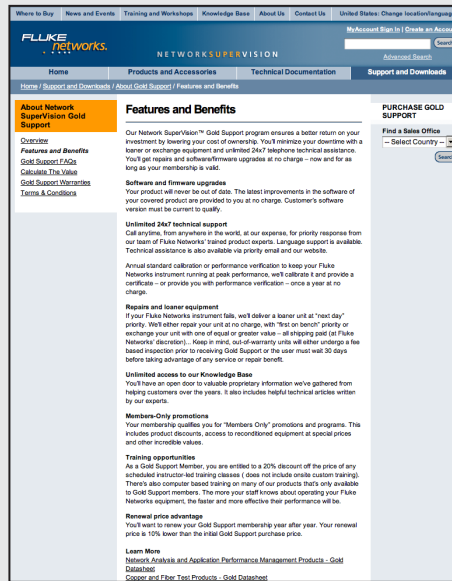 Where to Buy
News and Events
Training and Workshops
Knowledge Base
About Us
Contact Us
United States: Change location/languag
FLUKE
networks.
NETWORKSUPERVISION
MyAccount Sign In | Create an Accou
Search
Advanced Search
Home
Products and Accessories
Technical Documentation
Support and Downloads
Home / Support and Downloads / About Gold Support / Features and Benefits
About Network
SuperVision Gold
Support
Overview
Features and Benefits
Gold Support FAQs
Calculate The Value
Gold Support Warranties
Terms & Conditions
Features and Benefits
Our Network SuperVision™ Gold Support program ensures a better return on your
investment by lowering your cost of ownership. You'll minimize your downtime with a
loaner or exchange equipment and unlimited 24x7 telephone technical assistance.
You'll get repairs and software/firmware upgrades at no charge – now and for as
long as your membership is valid.
Software and firmware upgrades
Your product will never be out of date. The latest improvements in the software of
your covered product are provided to you at no charge. Customer's software
version must be current to qualify.
Unlimited 24x7 technical support
Call anytime, from anywhere in the world, at our expense, for priority response from
our team of Fluke Networks' trained product experts. Language support is available.
Technical assistance is also available via priority email and our website.
Annual standard calibration or performance verification to keep your Fluke
Networks instrument running at peak performance, we'll calibrate it and provide a
certificate – or provide you with performance verification – once a year at no
charge.
Repairs and loaner equipment
If your Fluke Networks instrument fails, we'll deliver a loaner unit at "next day"
priority. We'll either repair your unit at no charge, with "first on bench" priority or
exchange your unit with one of equal or greater value – all shipping paid (at Fluke
Networks' discretion)... Keep in mind, out-of-warranty units will either undergo a fee
based inspection prior to receiving Gold Support or the user must wait 30 days
before taking advantage of any service or repair benefit.
Unlimited access to our Knowledge Base
You'll have an open door to valuable proprietary information we've gathered from
helping customers over the years. It also includes helpful technical articles written
by our experts.
Members-Only promotions
Your membership qualifies you for "Members Only" promotions and programs. This
includes product discounts, access to reconditioned equipment at special prices
and other incredible values.
Training opportunities
As a Gold Support Member, you are entitled to a 20% discount off the price of any
scheduled instructor-led training classes ( does not include onsite custom training).
There's also computer based training on many of our products that's only available
to Gold Support members. The more your staff knows about operating your Fluke
Networks equipment, the faster and more effective their performance will be.
Renewal price advantage
You'll want to renew your Gold Support membership year after year. Your renewal
price is 10% lower than the initial Gold Support purchase price.
Learn More
Network Analysis and Application Performance Management Products - Gold
Datasheet
Copper and Fiber Test Products - Gold Datasheet
PURCHASE GOLD
SUPPORT
Find a Sales Office
-- Select Country --
Searc